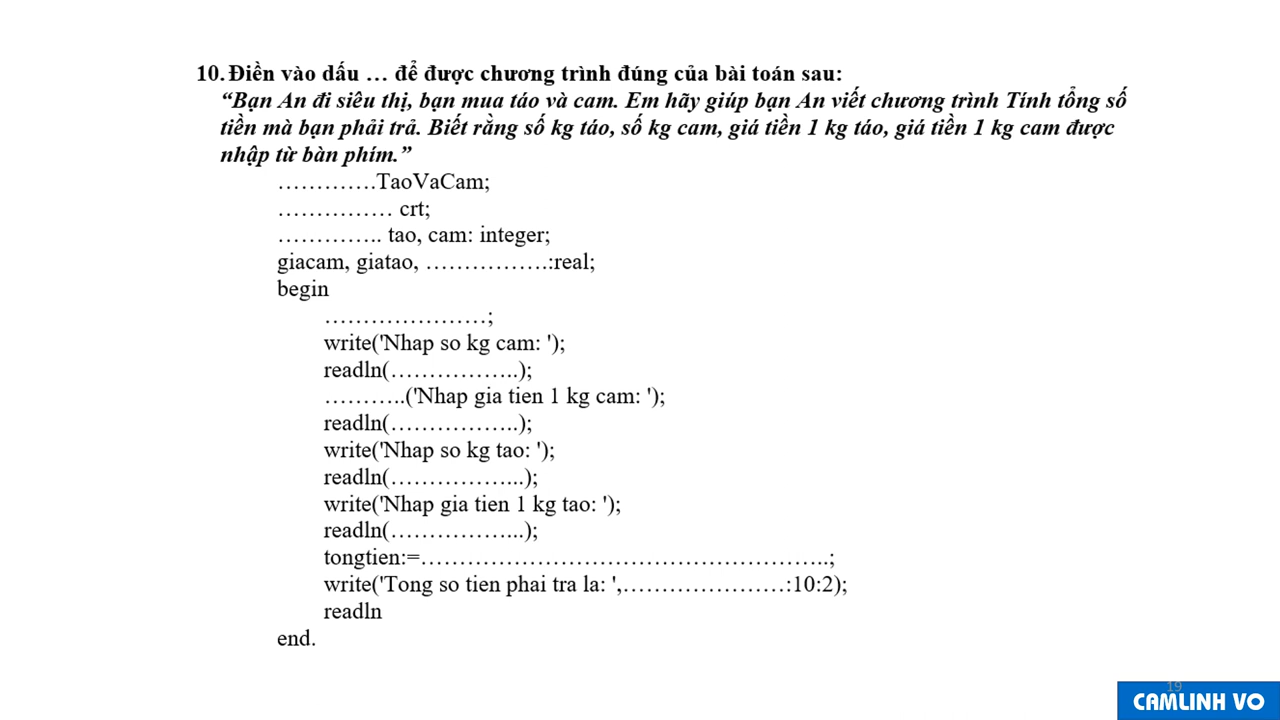 10. Điền vào dấu … để được chương trình đúng của bài toán sau:
“Bạn An đi siêu thị, bạn mua táo và cam. Em hãy giúp bạn An viết chương trình Tính tổng số
tiền mà bạn phải trả. Biết rằng số kg táo, số kg cam, giá tiền 1 kg táo, giá tiền 1 kg cam được
nhập từ bàn phím.”
………….TaoVaCam;
…………… crt;
………….. tao, cam: integer;
giacam, giatao, …………….:real;
begin
…………………;
write('Nhap so kg cam: ');
readln(……………..);
………..('Nhap gia tien 1 kg cam: ');
readln(……………..);
write('Nhap so kg tao: ');
readln(……………...);
write('Nhap gia tien 1 kg tao: ');
readln(……………...);
tongtien:=……………………………………………..;
write('Tong so tien phai tra la: ',…………………:10:2);
readln
end.
19
CAMLINH VO